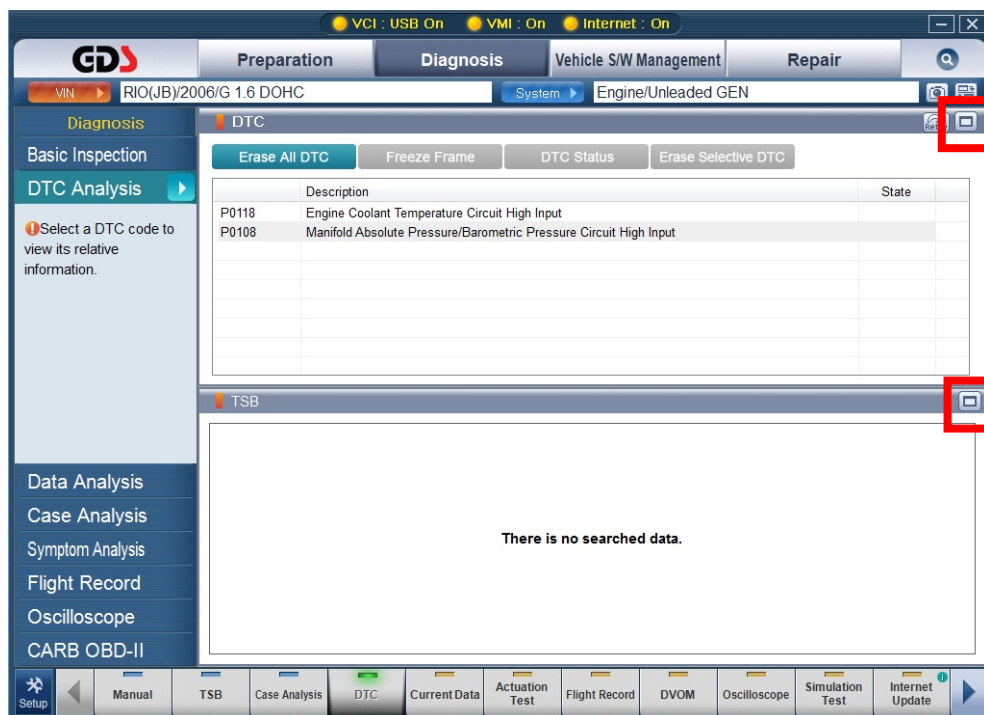 VCI : USB On VMI : On Internet : On
GDS Preparation Diagnosis Vehicle S/W Management Repair
VIN RIO(JB)/2006/G 1.6 DOHC System Engine/Unleaded GEN
Diagnosis
Basic Inspection
DTC Analysis
Select a DTC code to
view its relative
information.
Data Analysis
Case Analysis
Symptom Analysis
Flight Record
Oscilloscope
CARB OBD-II
DTC
Erase All DTC Freeze Frame DTC Status Erase Selective DTC
Description State
P0118 Engine Coolant Temperature Circuit High Input
P0108 Manifold Absolute Pressure/Barometric Pressure Circuit High Input
TSB
There is no searched data.
Setup Manual TSB Case Analysis DTC Current Data Actuation Test Flight Record DVOM Oscilloscope Simulation Test Internet Update